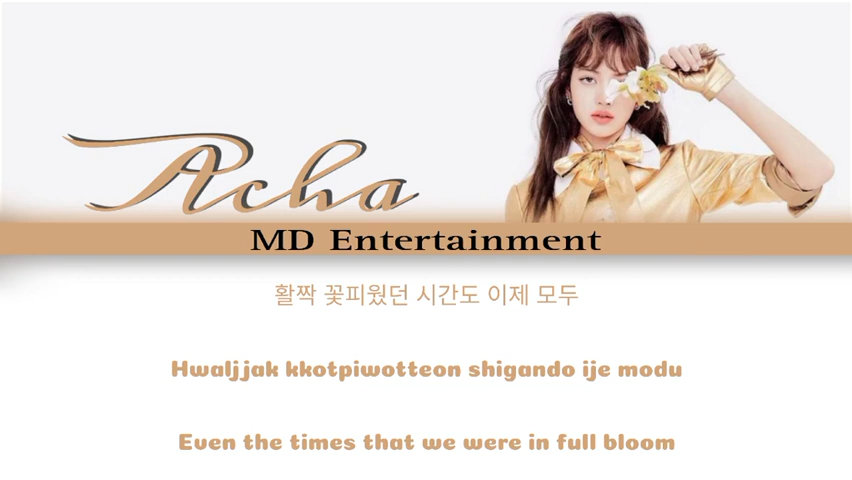 Acha
MD Entertainment
활짝 꽃피웠던 시간도 이제 모두
Hwaljjak kkotpiwotteon shigando ije modu
Even the times that we were in full bloom